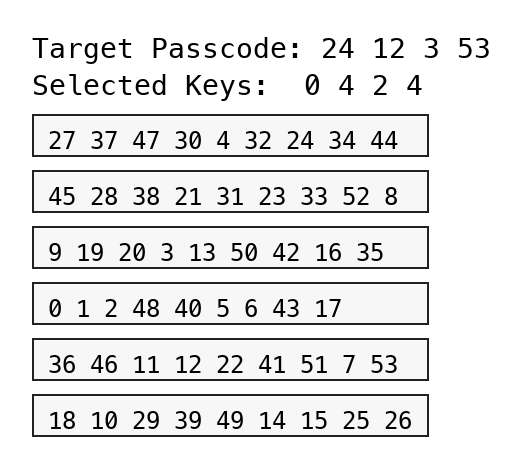 Target Passcode: 24 12 3 53
Selected Keys: 0 4 2 4
27 37 47 30 4 32 24 34 44
45 28 38 21 31 23 33 52 8
9 19 20 3 13 50 42 16 35
0 1 2 48 40 5 6 43 17
36 46 11 12 22 41 51 7 53
18 10 29 39 49 14 15 25 26